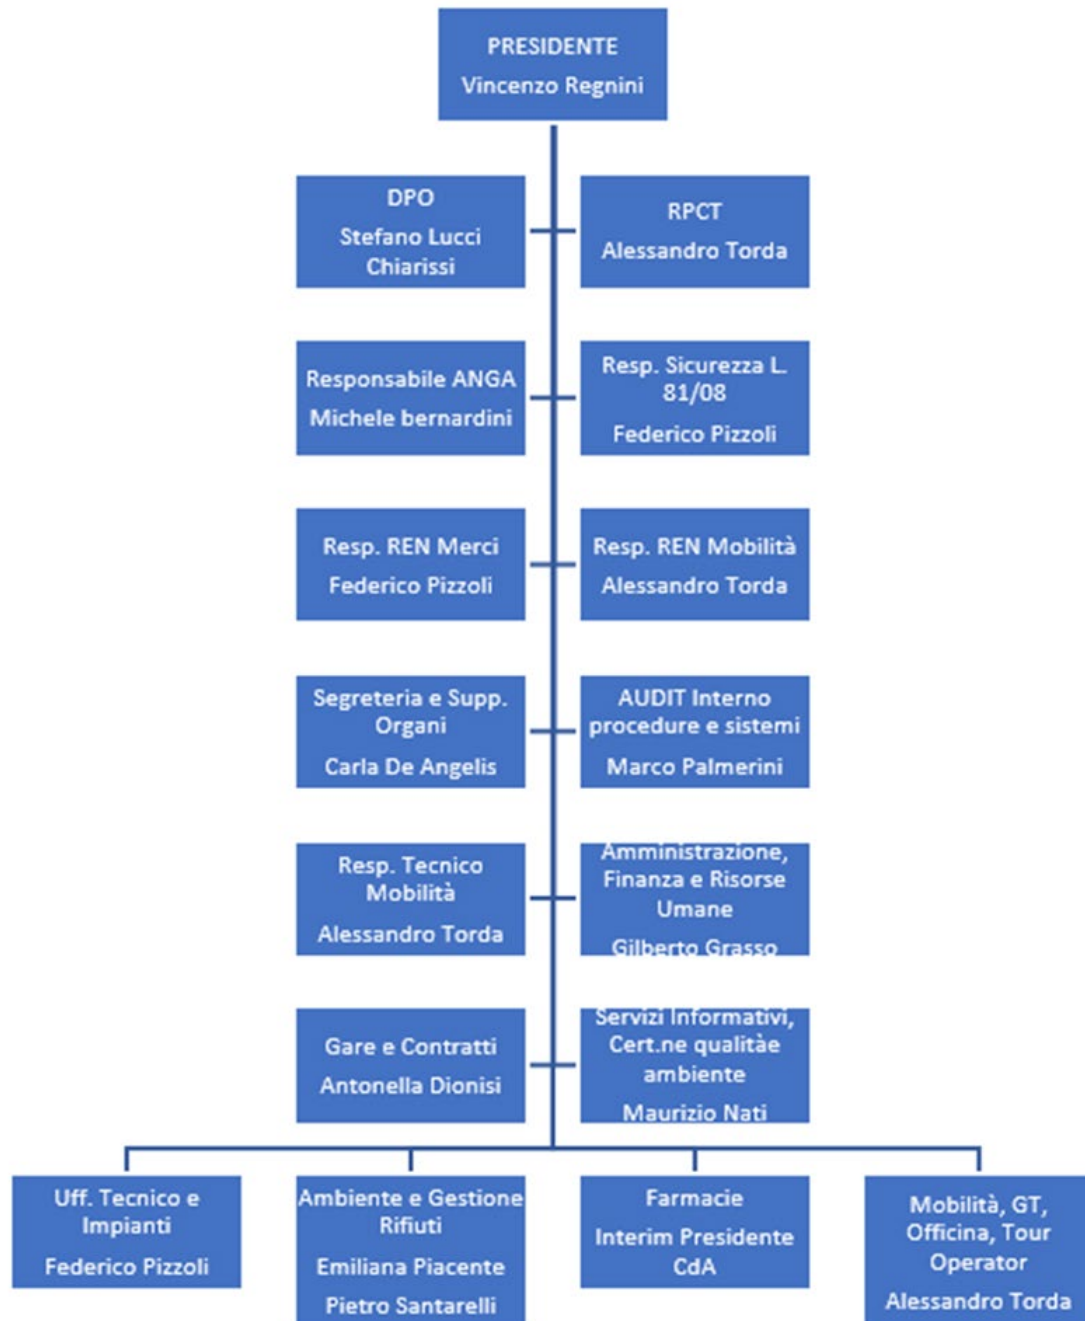 PRESIDENTE
Vincenzo Regnini
DPO
Stefano Lucci
Chiarissi
RPCT
Alessandro Torda
Responsabile ANGA
Michele bernardini
Resp. Sicurezza L.
81/08
Federico Pizzoli
Resp. REN Merci
Federico Pizzoli
Resp. REN Mobilità
Alessandro Torda
Segreteria e Supp.
Organi
Carla De Angelis
AUDIT Interno
procedure e sistemi
Marco Palmerini
Resp. Tecnico
Mobilità
Alessandro Torda
Amministrazione,
Finanza e Risorse
Umane
Gilberto Grasso
Gare e Contratti
Antonella Dionisi
Servizi Informativi,
Cert.ne qualitàe
ambiente
Maurizio Nati
Uff. Tecnico e
Impianti
Federico Pizzoli
Ambiente e Gestione
Rifiuti
Emiliana Piacente
Pietro Santarelli
Farmacie
Interim Presidente
CdA
Mobilità, GT,
Officina, Tour
Operator
Alessandro Torda